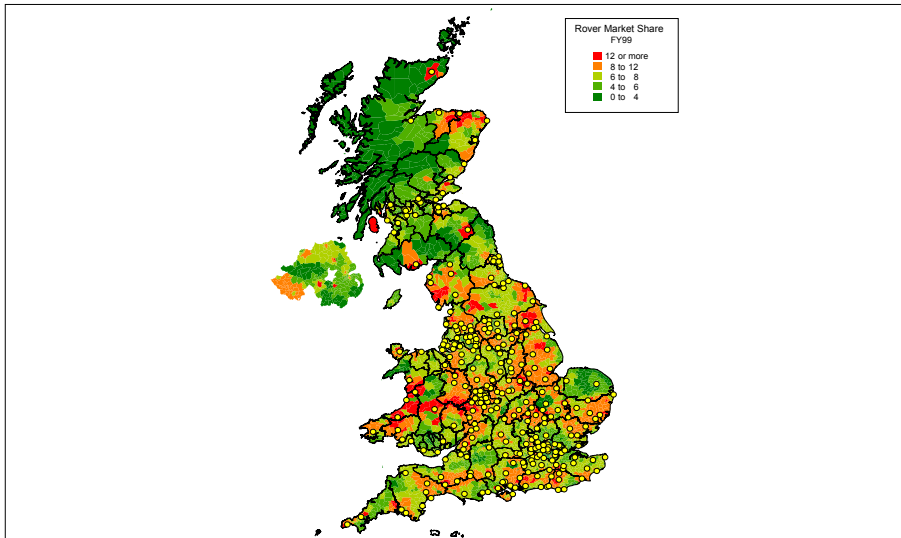 Rover Market Share
FY99
12 or more
8 to 12
6 to 8
4 to 6
0 to 4